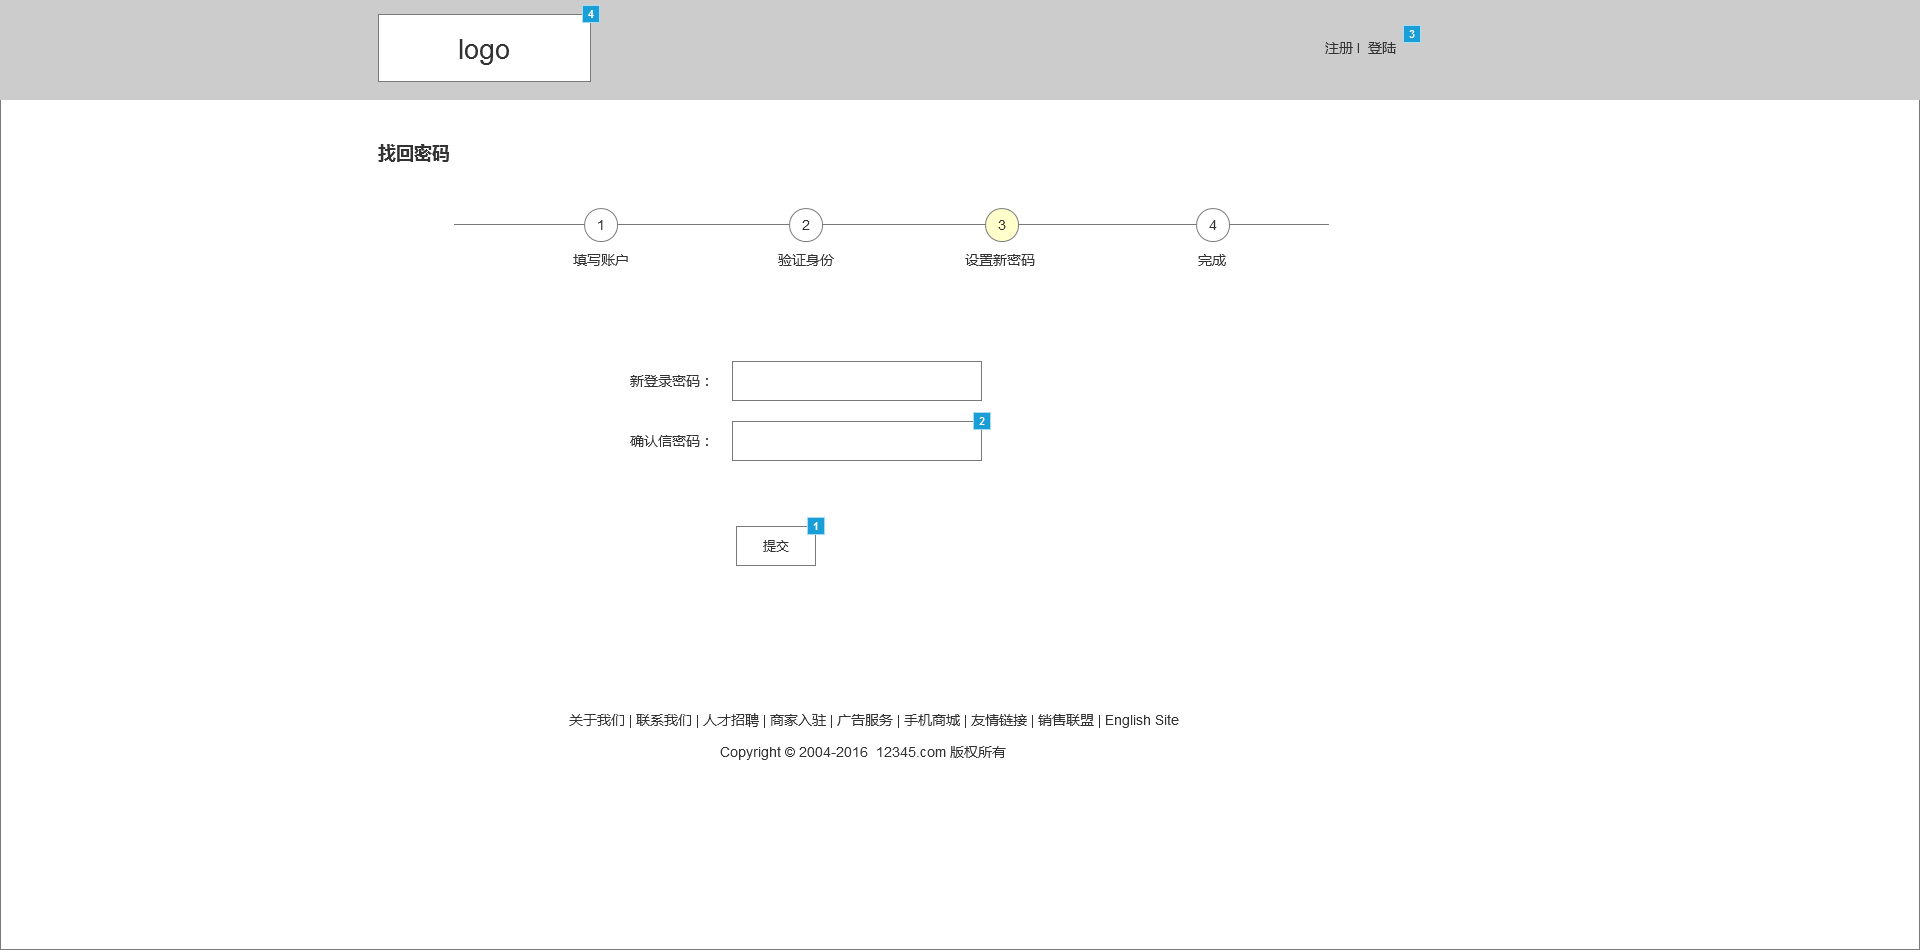 4
logo
3
注册 | 登陆
找回密码
1 2 3 4
填写账户 验证身份 设置新密码 完成
新登录密码：
2
确认信密码：
1
提交
关于我们 | 联系我们 | 人才招聘 | 商家入驻 | 广告服务 | 手机商城 | 友情链接 | 销售联盟 | English Site
Copyright © 2004-2016  12345.com 版权所有